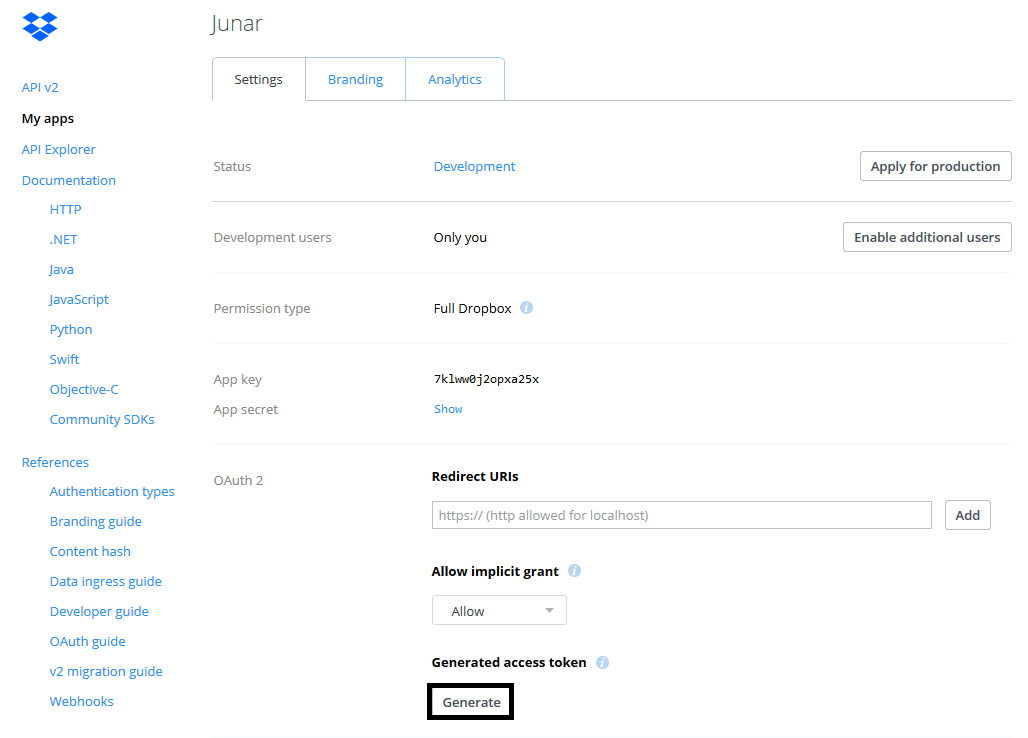 Junar
Settings
Branding
Analytics
API v2
My apps
API Explorer
Documentation
HTTP
.NET
Java
JavaScript
Python
Swift
Objective-C
Community SDKs
References
Authentication types
Branding guide
Content hash
Data ingress guide
Developer guide
OAuth guide
v2 migration guide
Webhooks
Status
Development
Apply for production
Development users
Only you
Enable additional users
Permission type
Full Dropbox
App key
7klww0j2opxa25x
App secret
Show
OAuth 2
Redirect URIs
https:// (http allowed for localhost)
Add
Allow implicit grant
Allow
Generated access token
Generate